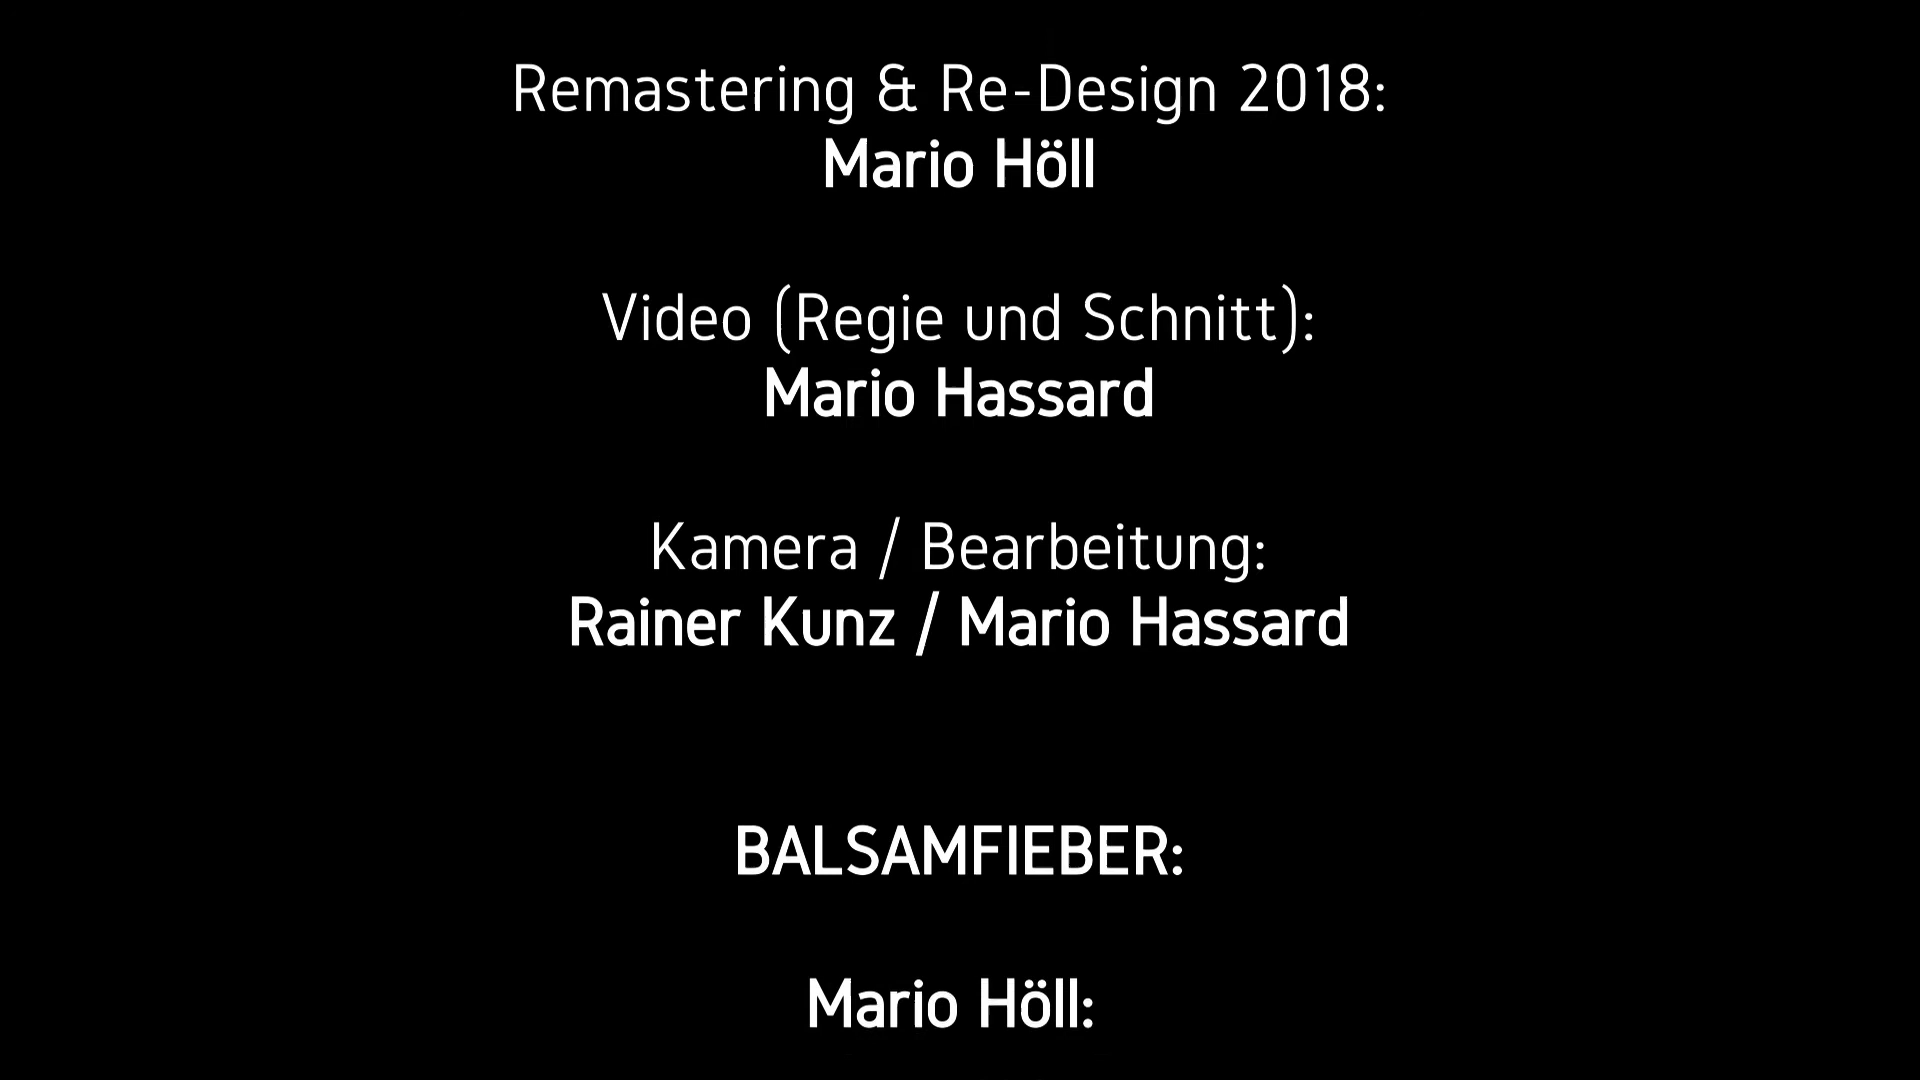 Remastering & Re-Design 2018:
Mario Höll
Video (Regie und Schnitt):
Mario Hassard
Kamera / Bearbeitung:
Rainer Kunz / Mario Hassard
BALSAMFIEBER:
Mario Höll: